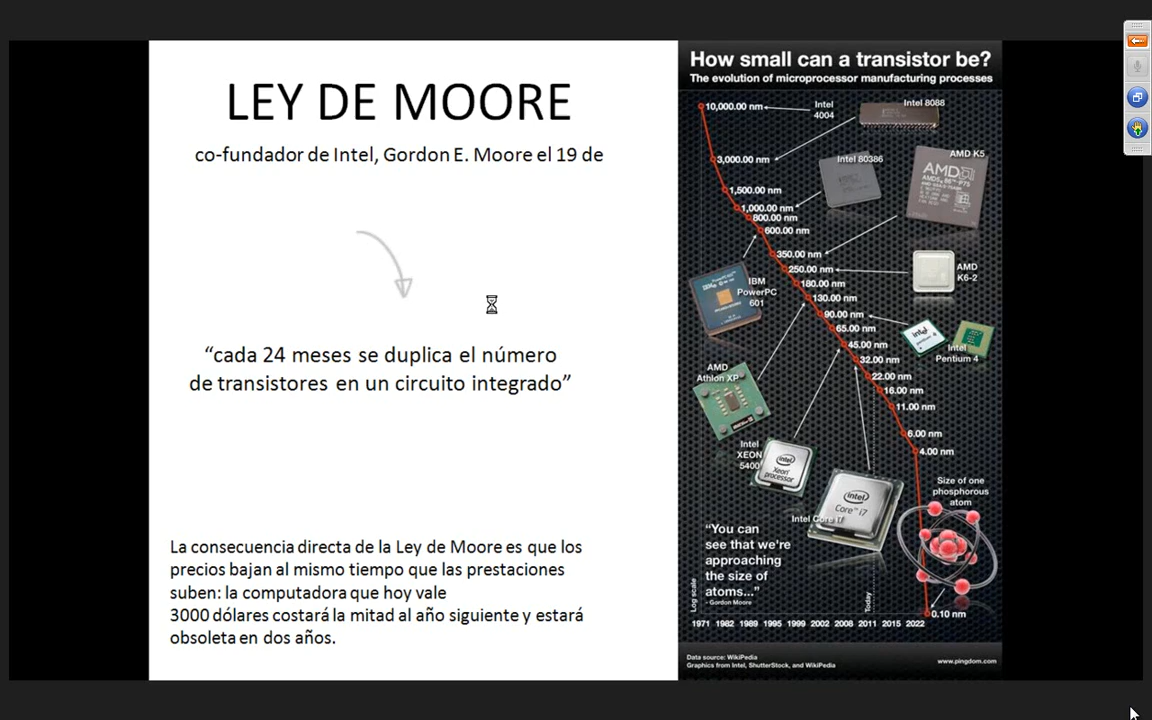 LEY DE MOORE
co-fundador de Intel, Gordon E. Moore el 19 de
“cada 24 meses se duplica el número
de transistores en un circuito integrado”
La consecuencia directa de la Ley de Moore es que los
precios bajan al mismo tiempo que las prestaciones
suben: la computadora que hoy vale
3000 dólares costará la mitad al año siguiente y estará
obsoleta en dos años.
How small can a transistor be?
The evolution of microprocessor manufacturing processes
10,000.00 nm
Intel
4004
Intel 8088
3,000.00 nm
Intel 80386
AMD K5
AMD
1,500.00 nm
1,000.00 nm
800.00 nm
600.00 nm
350.00 nm
250.00 nm
AMD
K6-2
180.00 nm
IBM
PowerPC
601
130.00 nm
90.00 nm
65.00 nm
intel
Intel
Pentium 4
45.00 nm
32.00 nm
AMD
Athlon XP
22.00 nm
16.00 nm
11.00 nm
6.00 nm
4.00 nm
Intel
XEON
5400
intel
Xeon
processor
intel
Core i7
Intel Core i7
Size of one
phosphorous
atom
“You can
see that we're
approaching
the size of
atoms...”
- Gordon Moore
Log scale
Today
0.10 nm
1971 1982 1989 1995 1999 2002 2008 2011 2015 2022
Data source: WikiPedia
Graphics from Intel, ShutterStock, and WikiPedia
www.pingdom.com